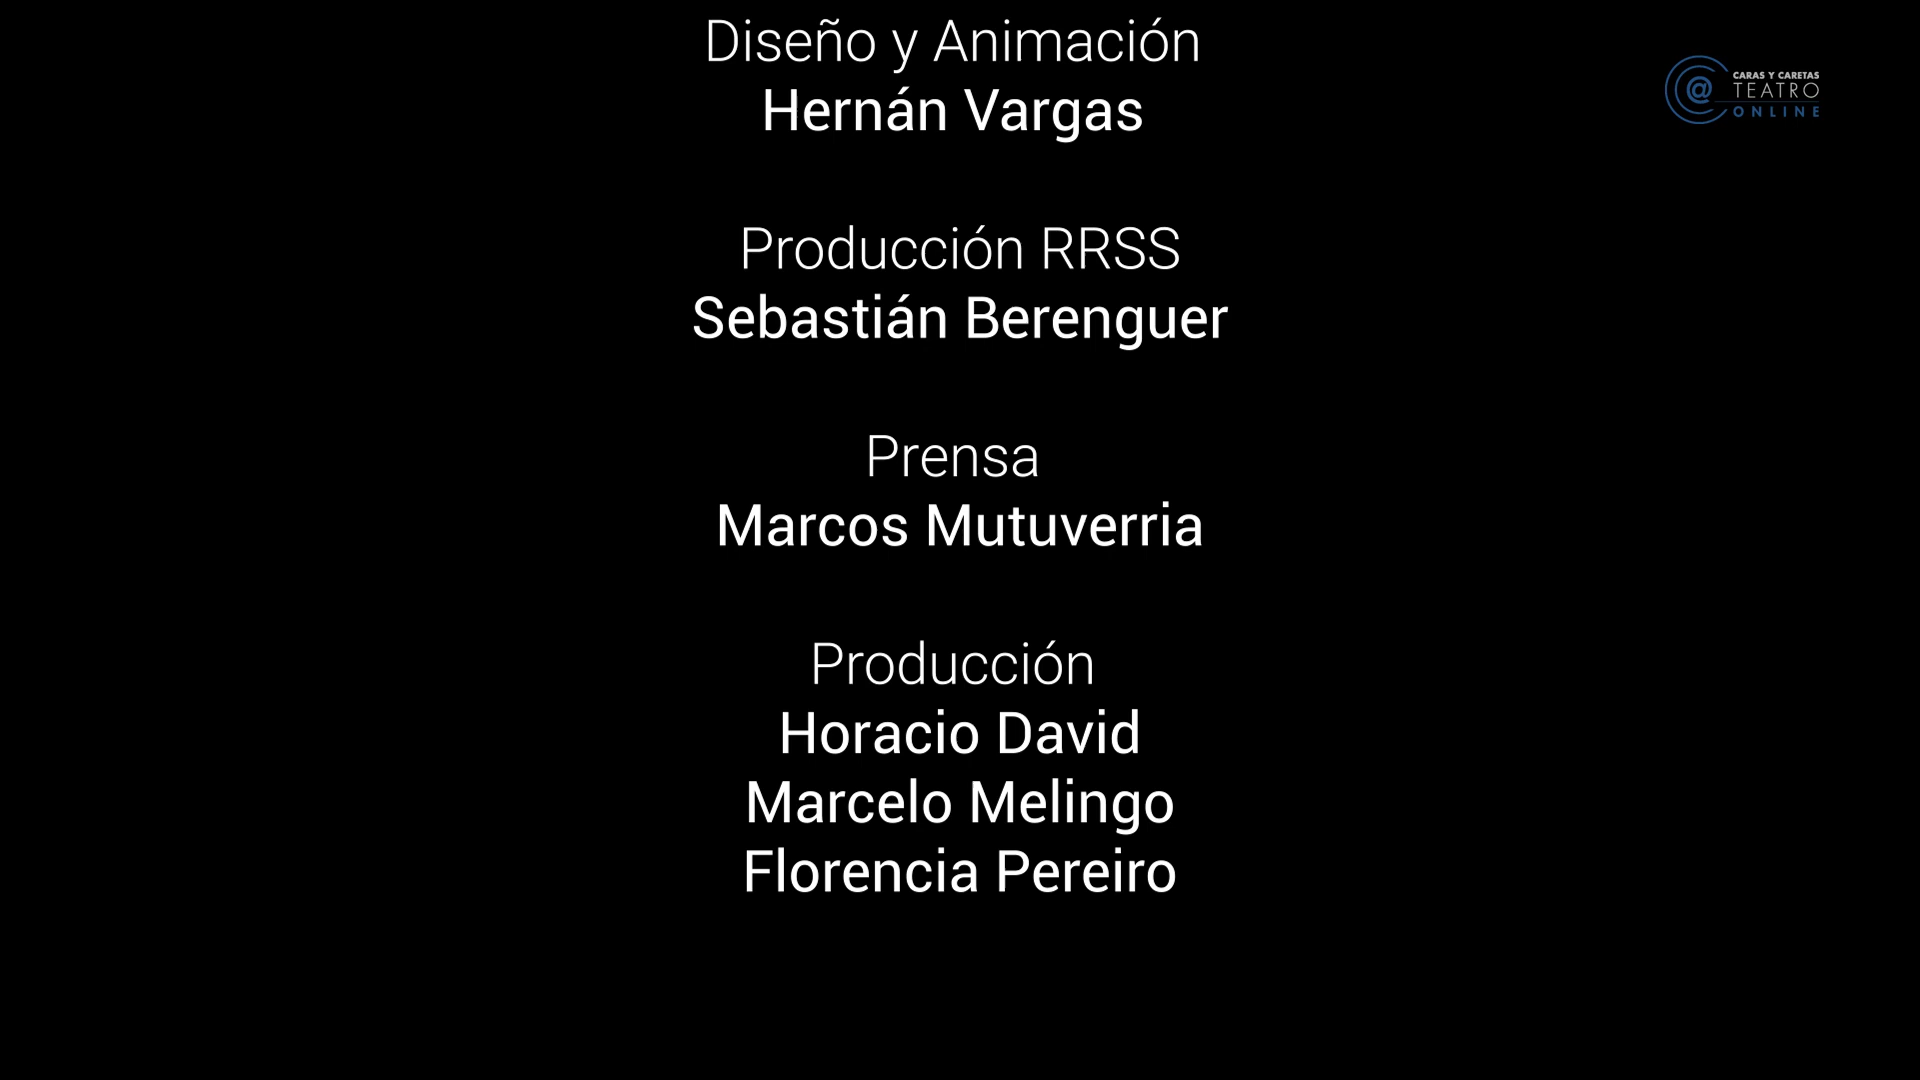 Diseño y Animación
Hernán Vargas
CARAS Y CARETAS
@ TEATRO
ONLINE
Producción RRSS
Sebastián Berenguer
Prensa
Marcos Mutuverria
Producción
Horacio David
Marcelo Melingo
Florencia Pereiro